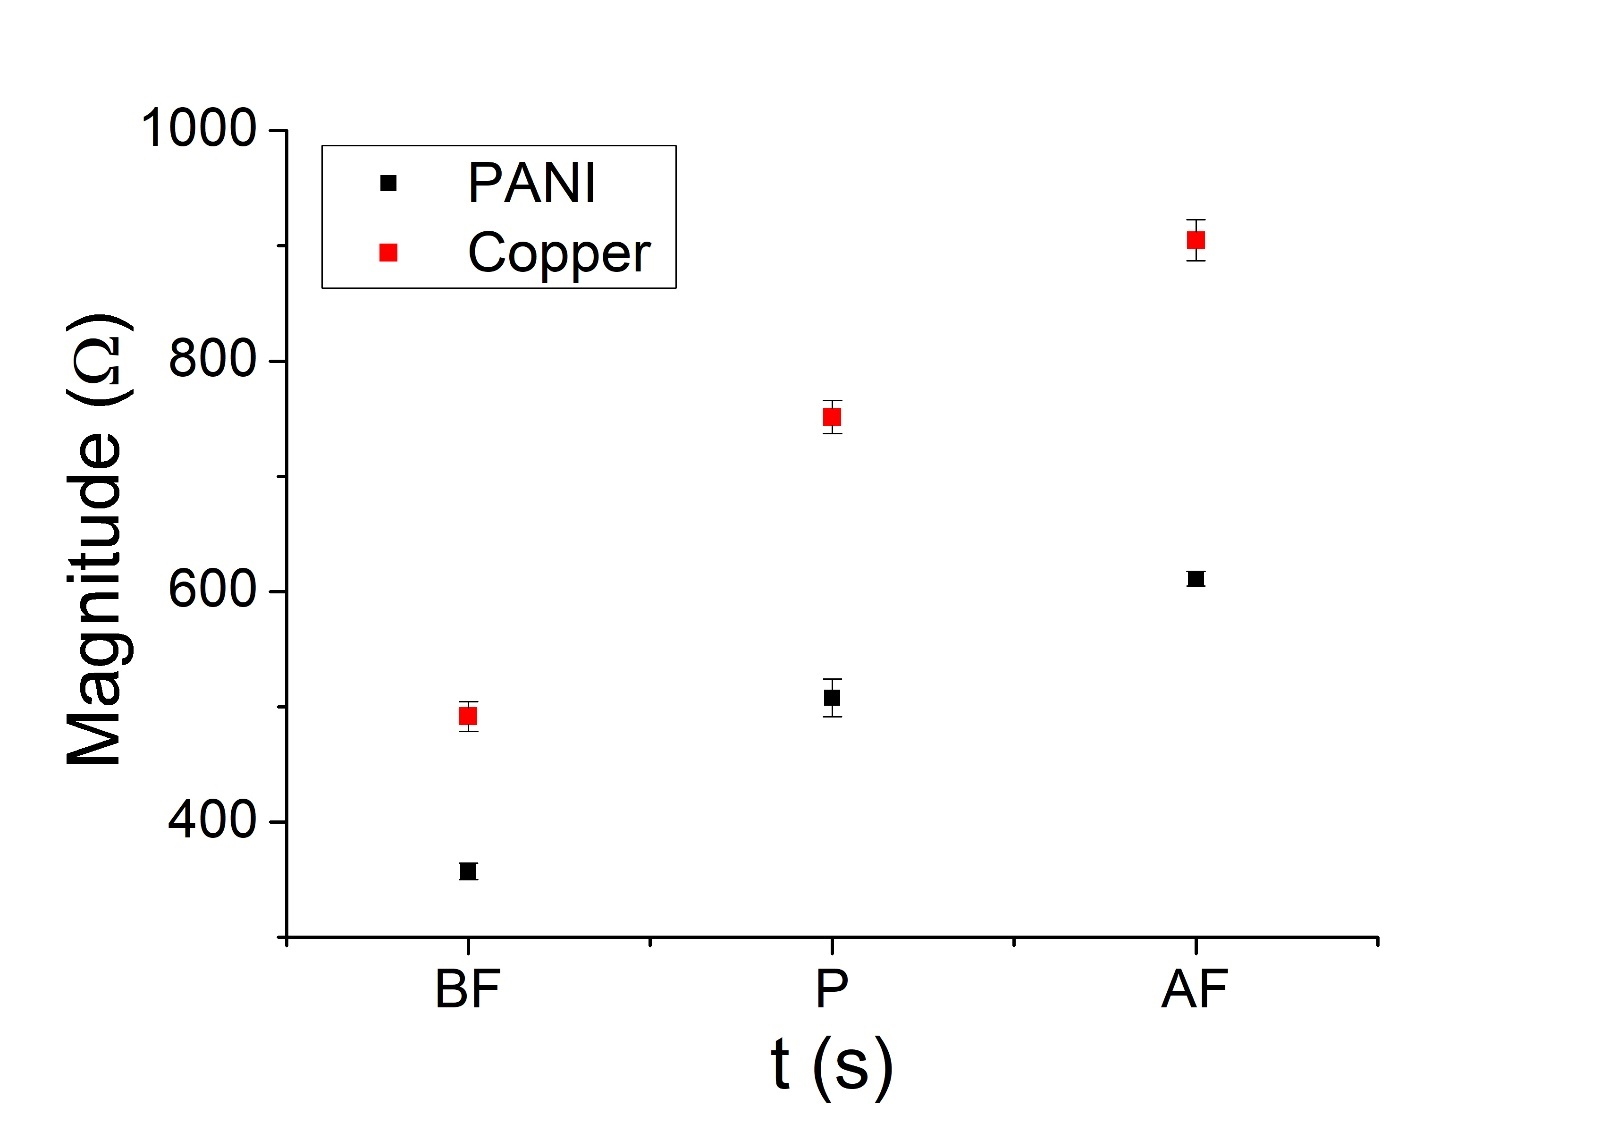 1000
PANI
Copper
800
600
400
Magnitude (Ω)
BF P AF
t (s)